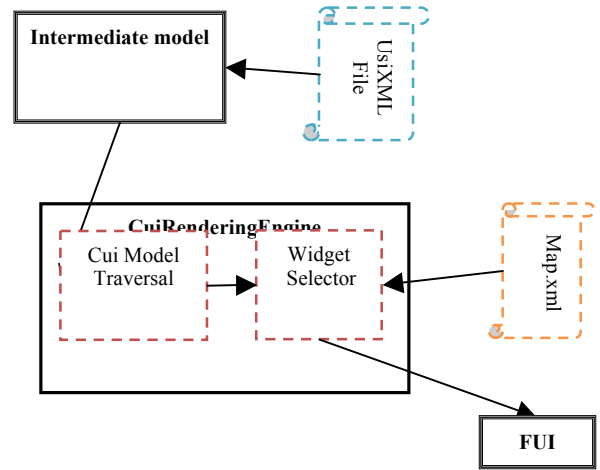 Intermediate model
UsiXML
File
CuiRenderingEngine
Cui Model
Traversal
Widget
Selector
Map.xml
FUI